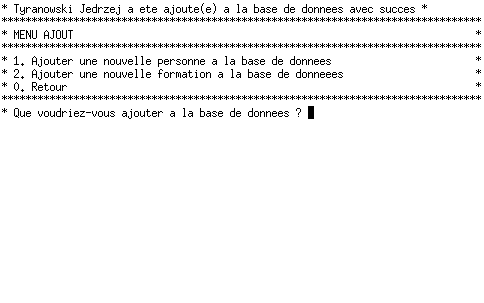 * Tyranowski Jedrzej a ete ajoute(e) a la base de donnees avec succes *
******************************************************************************
* MENU AJOUT *
******************************************************************************
* 1. Ajouter une nouvelle personne a la base de donnees *
* 2. Ajouter une nouvelle formation a la base de donneees *
* 0. Retour *
******************************************************************************
* Que voudriez-vous ajouter a la base de donnees ?